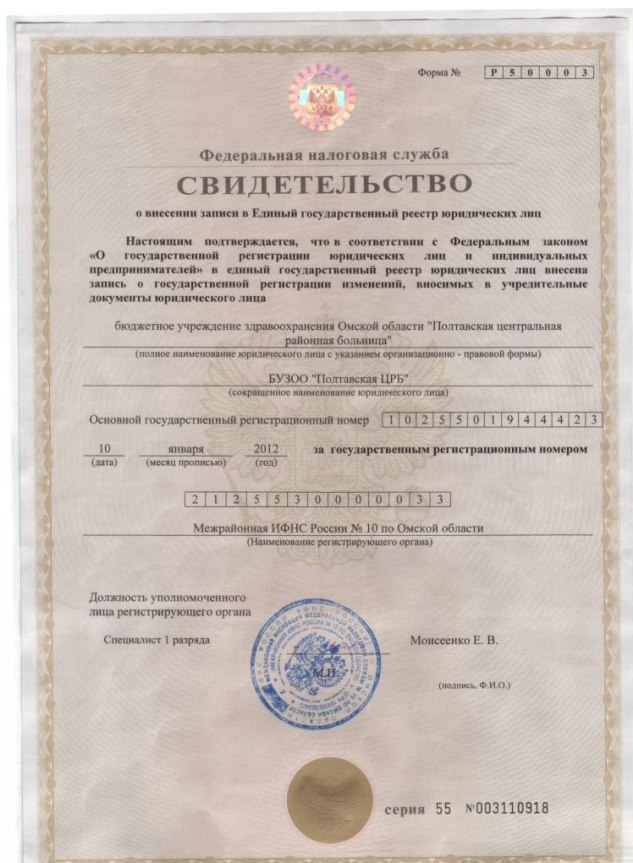 Форма № Р50003
Федеральная налоговая служба
СВИДЕТЕЛЬСТВО
о внесении записи в Единый государственный реестр юридических лиц
Настоящим подтверждается, что в соответствии с Федеральным законом
«О государственной регистрации юридических лиц и индивидуальных
предпринимателей» в единый государственный реестр юридических лиц внесена
запись о государственной регистрации изменений, вносимых в учредительные
документы юридического лица
бюджетное учреждение здравоохранения Омской области "Полтавская центральная
районная больница"
(полное наименование юридического лица с указанием организационно - правовой формы)
БУЗОО "Полтавская ЦРБ"
(сокращенное наименование юридического лица)
Основной государственный регистрационный номер 1025501944423
10 января 2012 за государственным регистрационным номером
(дата) (месяц прописью) (год)
2125530000033
Межрайонная ИФНС России № 10 по Омской области
(Наименование регистрирующего органа)
Должность уполномоченного
лица регистрирующего органа
Специалист 1 разряда Моисеенко Е. В.
М.П.
(подпись, Ф.И.О.)
серия 55 №003110918